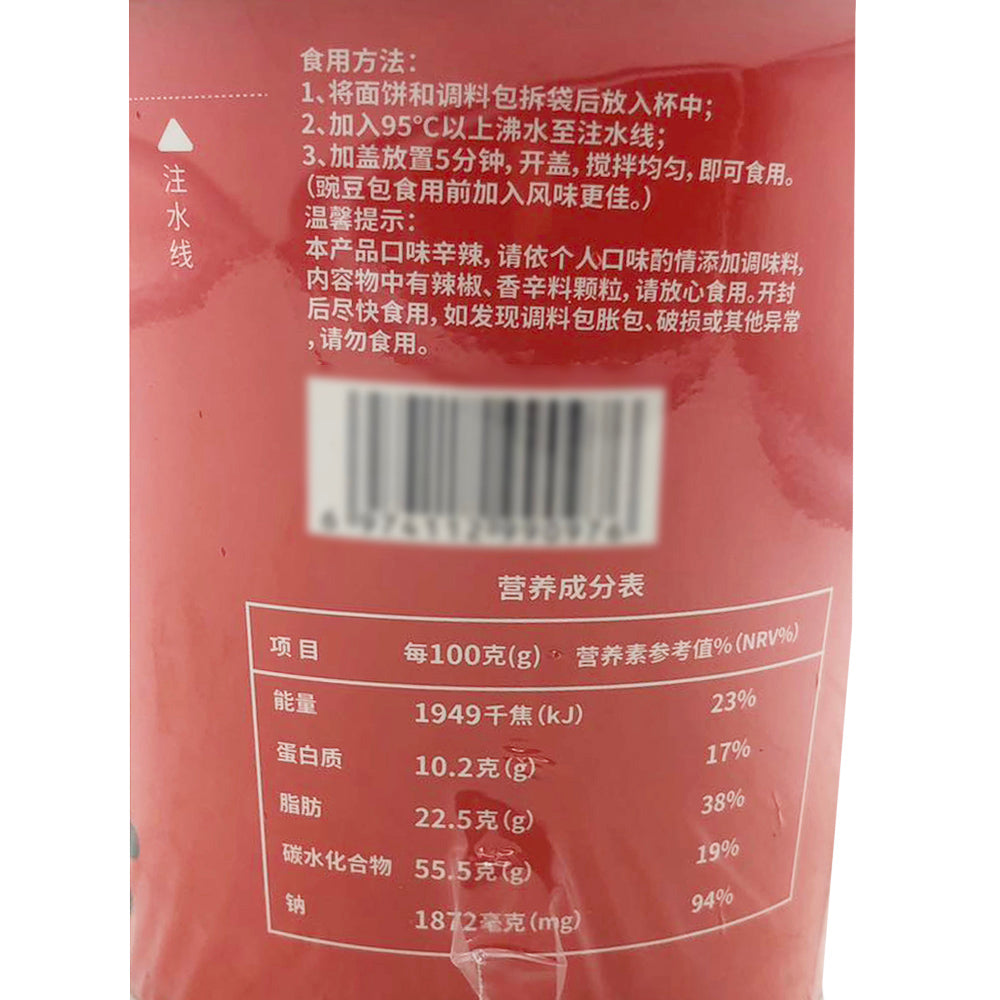 食用方法：
1、将面饼和调料包拆袋后放入杯中；
2、加入95℃以上沸水至注水线；
3、加盖放置5分钟，开盖，搅拌均匀，即可食用。
（豌豆包食用前加入风味更佳。）
温馨提示：
本产品口味辛辣，请依个人口味酌情添加调味料，
内容物中有辣椒、香辛料颗粒，请放心食用。开封
后尽快食用，如发现调料包胀包、破损或其他异常
，请勿食用。
注水线
营养成分表
项目 每100克(g) 营养素参考值%(NRV%)
能量 1949千焦(kJ) 23%
蛋白质 10.2克(g) 17%
脂肪 22.5克(g) 38%
碳水化合物 55.5克(g) 19%
钠 1872毫克(mg) 94%